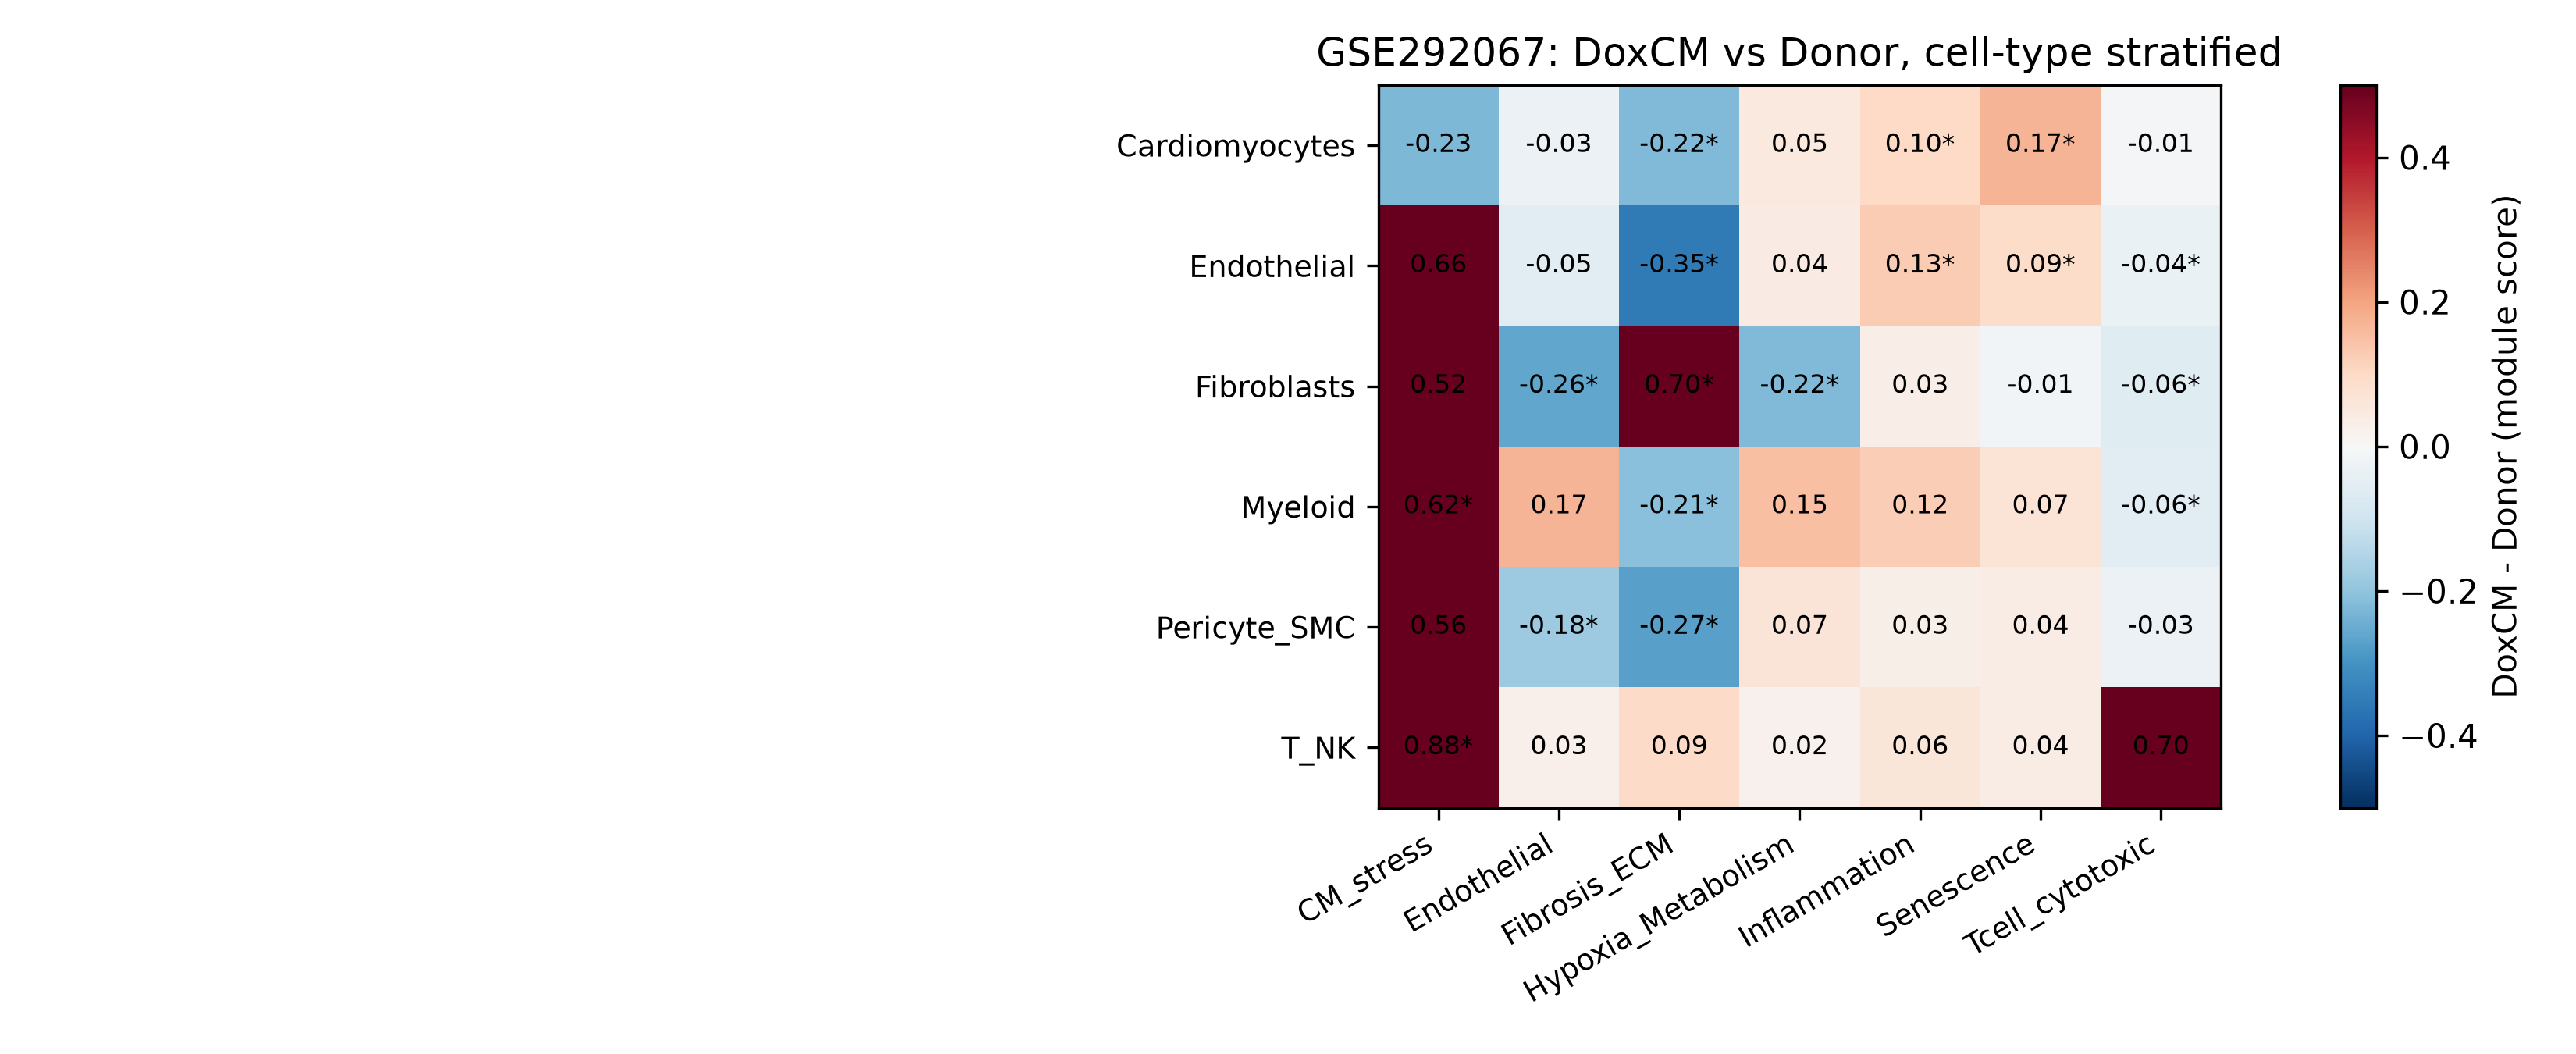 GSE292067: DoxCM vs Donor, cell-type stratified
Cardiomyocytes -0.23 -0.03 -0.22* 0.05 0.10* 0.17* -0.01
Endothelial 0.66 -0.05 -0.35* 0.04 0.13* 0.09* -0.04*
Fibroblasts 0.52 -0.26* 0.70* -0.22* 0.03 -0.01 -0.06*
Myeloid 0.62* 0.17 -0.21* 0.15 0.12 0.07 -0.06*
Pericyte_SMC 0.56 -0.18* -0.27* 0.07 0.03 0.04 -0.03
T_NK 0.88* 0.03 0.09 0.02 0.06 0.04 0.70
CM_stress
Endothelial
Fibrosis_ECM
Hypoxia_Metabolism
Inflammation
Senescence
Tcell_cytotoxic
0.4
0.2
0.0
−0.2
−0.4
DoxCM - Donor (module score)